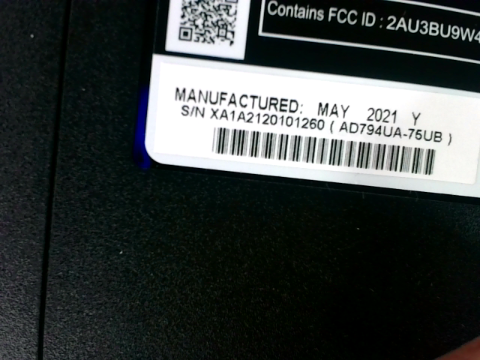 Contains FCC ID : 2AU3BU9W4
MANUFACTURED: MAY 2021 Y
S/N XA1A2120101260 ( AD794UA-75UB )